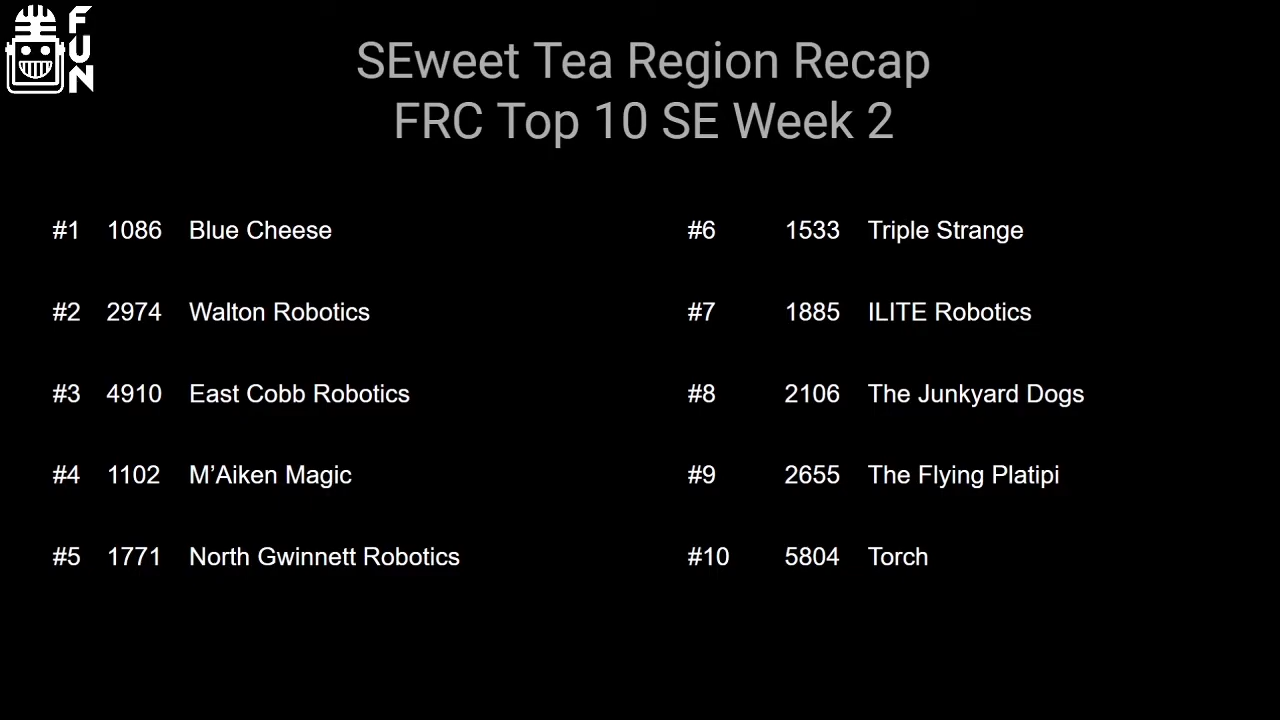 FUN
SEweet Tea Region Recap
FRC Top 10 SE Week 2
#1 1086 Blue Cheese
#2 2974 Walton Robotics
#3 4910 East Cobb Robotics
#4 1102 M’Aiken Magic
#5 1771 North Gwinnett Robotics
#6 1533 Triple Strange
#7 1885 ILITE Robotics
#8 2106 The Junkyard Dogs
#9 2655 The Flying Platipi
#10 5804 Torch